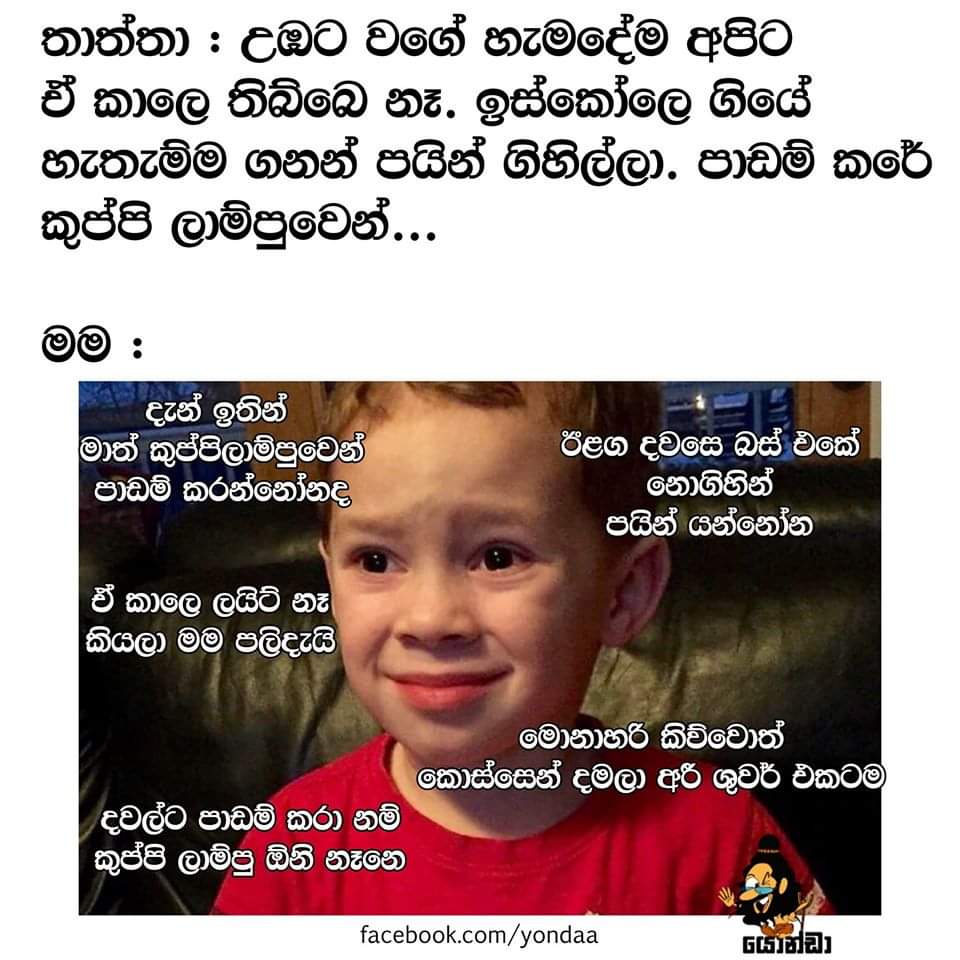 තාත්තා : උඹට වගේ හැමදේම අපිට
ඒ කාලෙ තිබ්බෙ නෑ. ඉස්කෝලෙ ගියේ
හැතැම්ම ගනන් පයින් ගිහිල්ලා. පාඩම් කරේ
කුප්පි ලාම්පුවෙන්...
මම :
දැන් ඉතින්
මාත් කුප්පිලාම්පුවෙන්
පාඩම් කරන්නෝනද
ඊළග දවසෙ බස් එකේ
නොගිහින්
පයින් යන්නෝන
ඒ කාලෙ ලයිට් නෑ
කියලා මම පලිදැයි
මොනාහරි කිව්වොත්
කොස්සෙන් දමලා අරී ශුවර් එකටම
දවල්ට පාඩම් කරා නම්
කුප්පි ලාම්පු ඕනි නෑනෙ
යොන්ඩා
facebook.com/yondaa